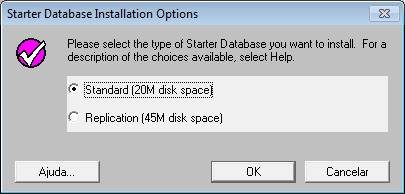 Starter Database Installation Options
Please select the type of Starter Database you want to install. For a
description of the choices available, select Help.
Standard (20M disk space)
Replication (45M disk space)
Ajuda...
OK
Cancelar